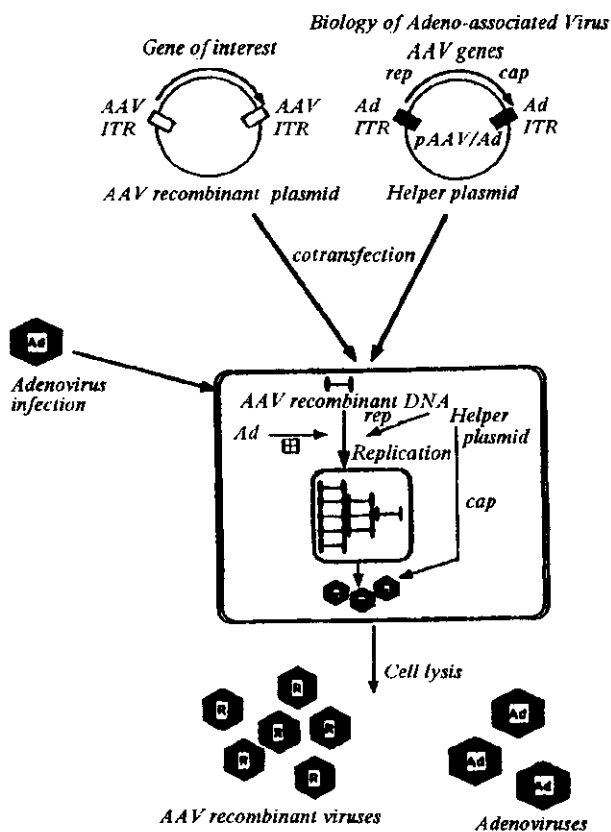 Biology of Adeno-associated Virus
Gene of interest
AAV genes
rep
cap
AAV
ITR
AAV
ITR
Ad
ITR
pAAV/Ad
Ad
ITR
AAV recombinant plasmid
Helper plasmid
cotransfection
Ad
Adenovirus
infection
AAV recombinant DNA
rep
Helper
plasmid
Ad
Replication
cap
Cell lysis
R
R
R
R
R
R
Ad
Ad
Ad
AAV recombinant viruses
Adenoviruses